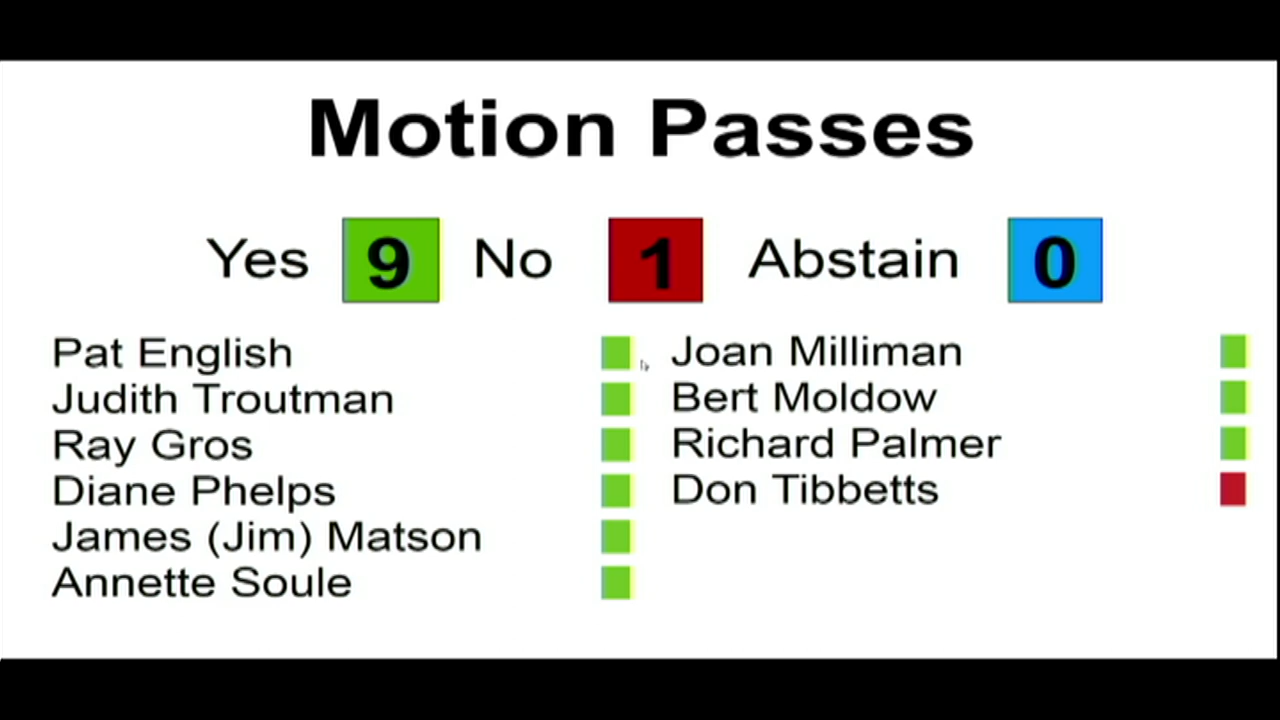 Motion Passes
Yes 9 No 1 Abstain 0
Pat English
Judith Troutman
Ray Gros
Diane Phelps
James (Jim) Matson
Annette Soule
Joan Milliman
Bert Moldow
Richard Palmer
Don Tibbetts